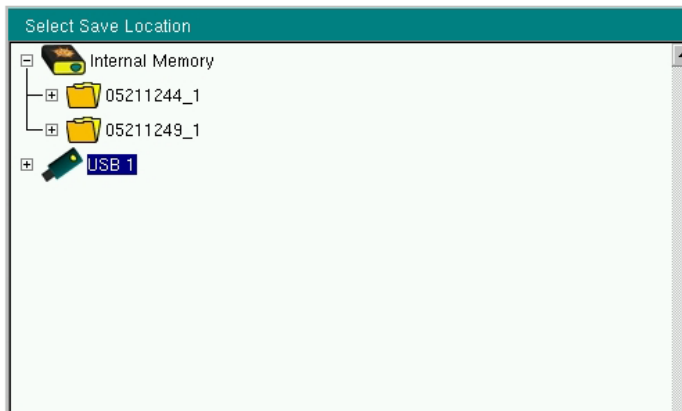 Select Save Location
Internal Memory
05211244_1
05211249_1
USB 1